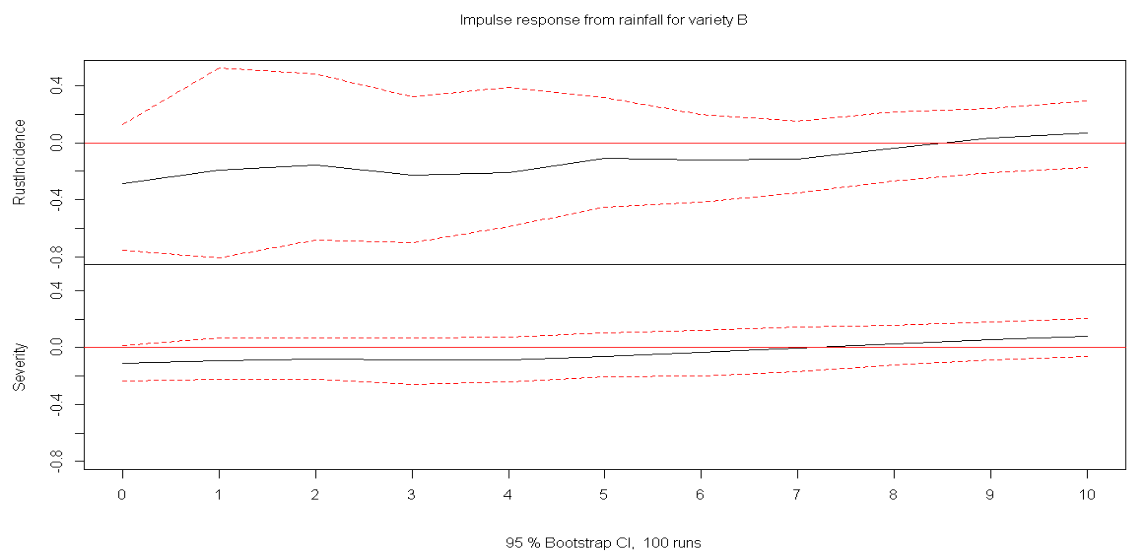 Impulse response from rainfall for variety B
RustIncidence
0.4
0.0
-0.4
-0.8
Severity
0.4
0.0
-0.4
-0.8
0 1 2 3 4 5 6 7 8 9 10
95 % Bootstrap CI, 100 runs